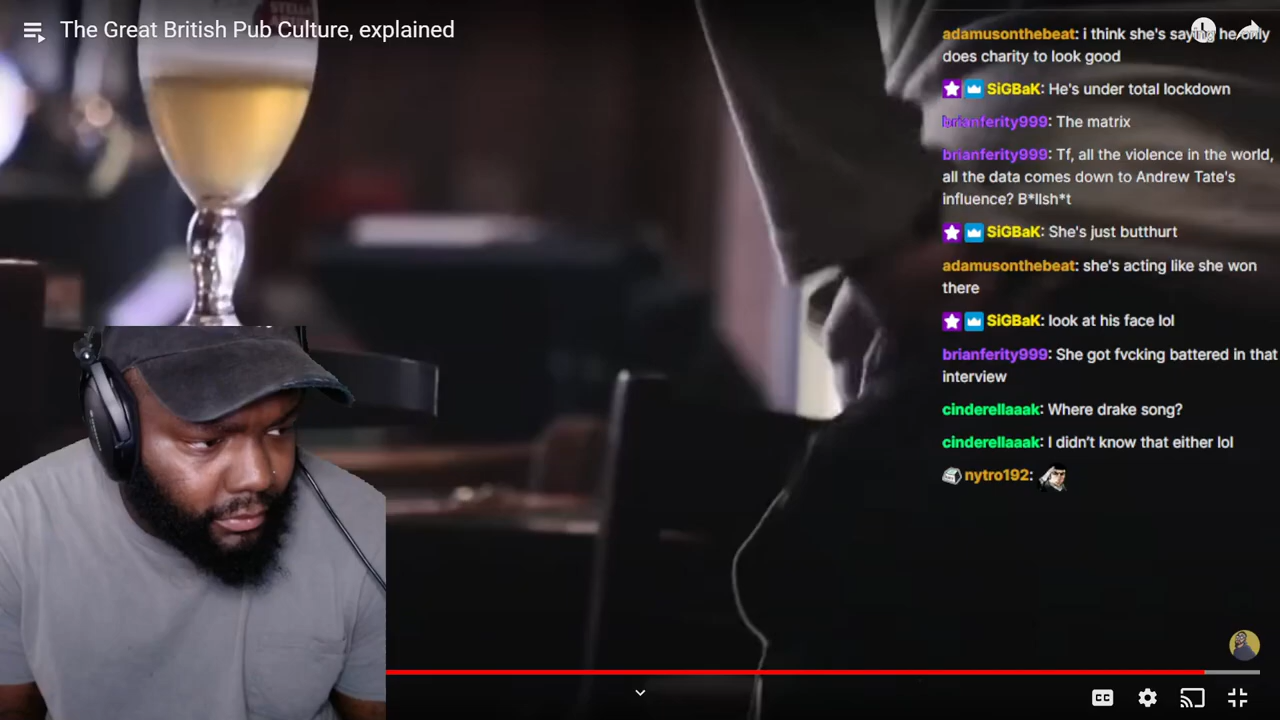 The Great British Pub Culture, explained
STELLA
adamusonthebeat: i think she's saying he only
does charity to look good
SiGBaK: He's under total lockdown
brianferity999: The matrix
brianferity999: Tf, all the violence in the world,
all the data comes down to Andrew Tate's
influence? B*llsh*t
SiGBaK: She's just butthurt
adamusonthebeat: she's acting like she won
there
SiGBaK: look at his face lol
brianferity999: She got fvcking battered in that
interview
cinderellaaak: Where drake song?
cinderellaaak: I didn't know that either lol
nytro192:
CC